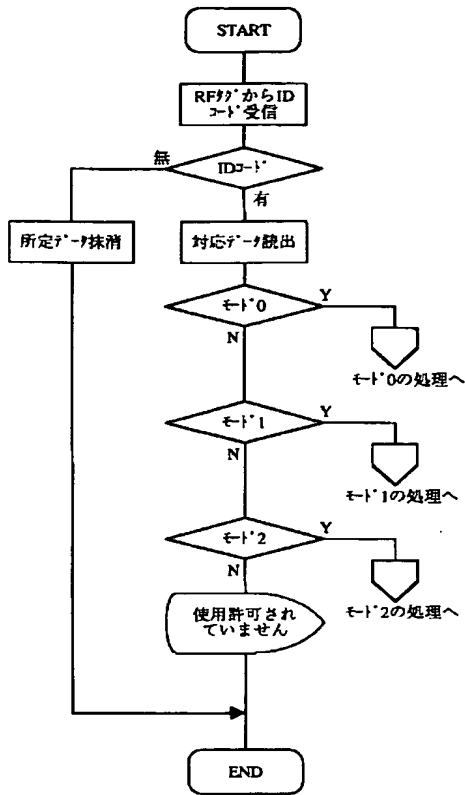 START
RFﾀｸﾞからID
ｺｰﾄﾞ受信
無
IDｺｰﾄﾞ
有
所定ﾃﾞｰﾀ抹消
対応ﾃﾞｰﾀ読出
ﾓｰﾄﾞ0
Y
N
ﾓｰﾄﾞ0の処理へ
ﾓｰﾄﾞ1
Y
N
ﾓｰﾄﾞ1の処理へ
ﾓｰﾄﾞ2
Y
N
ﾓｰﾄﾞ2の処理へ
使用許可され
ていません
END